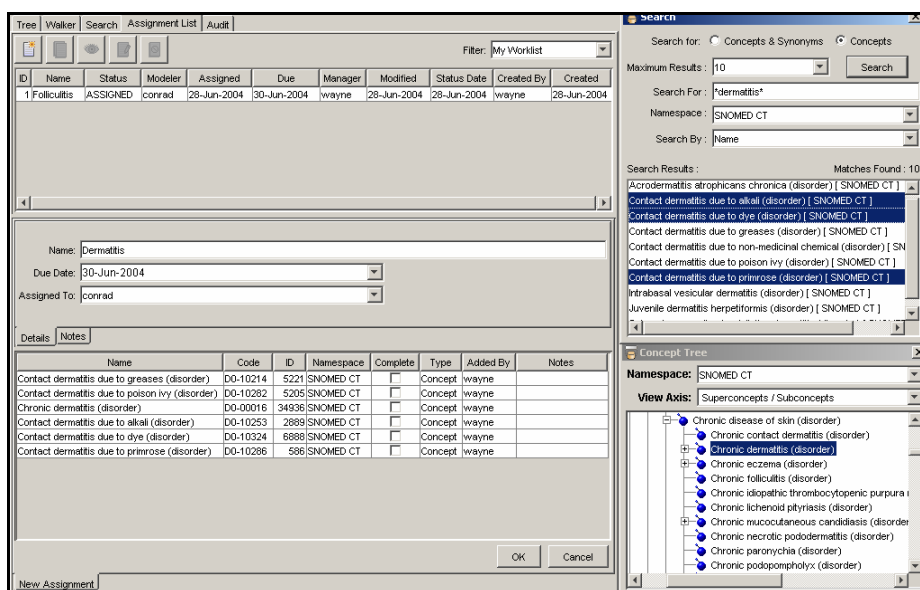 Tree Walker Search Assignment List Audit
Filter: My Worklist
ID Name Status Modeler Assigned Due Manager Modified Status Date Created By Created
1 Folliculitis ASSIGNED conrad 28-Jun-2004 30-Jun-2004 wayne 28-Jun-2004 28-Jun-2004 wayne 28-Jun-2004
Name: Dermatitis
Due Date: 30-Jun-2004
Assigned To: conrad
Details Notes
Name Code ID Namespace Complete Type Added By Notes
Contact dermatitis due to greases (disorder) D0-10214 5221 SNOMED CT Concept wayne
Contact dermatitis due to poison ivy (disorder) D0-10282 5205 SNOMED CT Concept wayne
Chronic dermatitis (disorder) D0-00016 34936 SNOMED CT Concept wayne
Contact dermatitis due to alkali (disorder) D0-10253 2889 SNOMED CT Concept wayne
Contact dermatitis due to dye (disorder) D0-10324 6888 SNOMED CT Concept wayne
Contact dermatitis due to primrose (disorder) D0-10286 586 SNOMED CT Concept wayne
OK Cancel
New Assignment
Search
Search for: Concepts & Synonyms Concepts
Maximum Results : 10 Search
Search For : *dermatitis*
Namespace : SNOMED CT
Search By : Name
Search Results : Matches Found : 10
Acrodermatitis atrophicans chronica (disorder) [ SNOMED CT ]
Contact dermatitis due to alkali (disorder) [ SNOMED CT ]
Contact dermatitis due to dye (disorder) [ SNOMED CT ]
Contact dermatitis due to greases (disorder) [ SNOMED CT ]
Contact dermatitis due to non-medicinal chemical (disorder) [ SN
Contact dermatitis due to poison ivy (disorder) [ SNOMED CT ]
Contact dermatitis due to primrose (disorder) [ SNOMED CT ]
Intrabasal vesicular dermatitis (disorder) [ SNOMED CT ]
Juvenile dermatitis herpetiformis (disorder) [ SNOMED CT ]
Concept Tree
Namespace: SNOMED CT
View Axis: Superconcepts / Subconcepts
Chronic disease of skin (disorder)
Chronic contact dermatitis (disorder)
Chronic dermatitis (disorder)
Chronic eczema (disorder)
Chronic folliculitis (disorder)
Chronic idiopathic thrombocytopenic purpura
Chronic lichenoid pityriasis (disorder)
Chronic mucocutaneous candidiasis (disorder
Chronic necrotic pododermatitis (disorder)
Chronic paronychia (disorder)
Chronic podopompholyx (disorder)